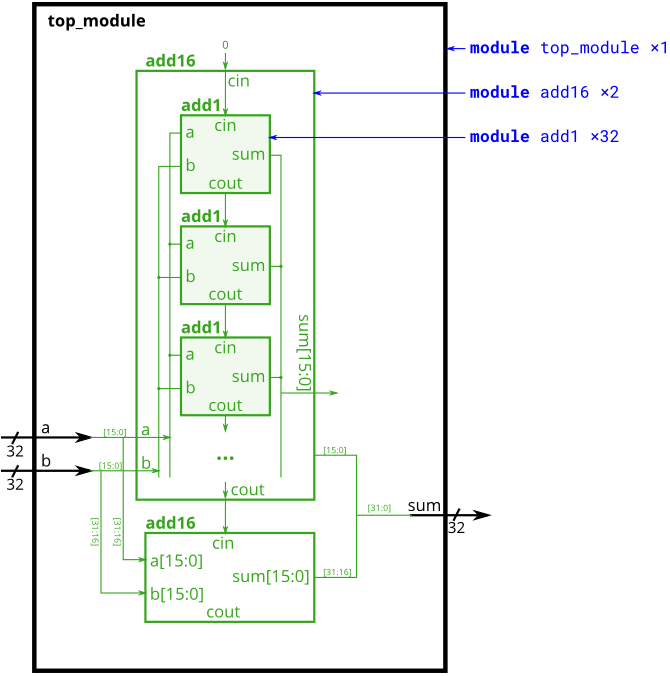 top_module
0
module top_module ×1
add16
cin
module add16 ×2
add1
cin
module add1 ×32
a
sum
b
cout
add1
cin
a
sum
b
cout
add1
cin
a
sum
b
cout
sum[15:0]
a
[15:0]
a
32
b
[15:0]
b
32
...
[15:0]
cout
[31:0]
sum
32
[31:16]
[31:16]
add16
cin
a[15:0]
sum[15:0]
[31:16]
b[15:0]
cout